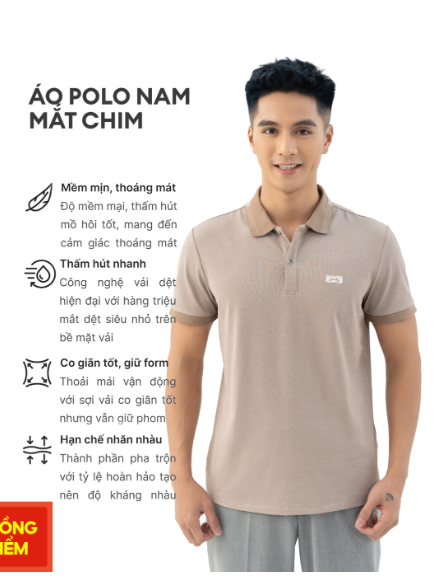 ÁO POLO NAM
MẮT CHIM
Mềm mịn, thoáng mát
Độ mềm mại, thấm hút
mồ hôi tốt, mang đến
cảm giác thoáng mát
Thấm hút nhanh
Công nghệ vải dệt
hiện đại với hàng triệu
mắt dệt siêu nhỏ trên
bề mặt vải
Co giãn tốt, giữ form
Thoải mái vận động
với sợi vải co giãn tốt
nhưng vẫn giữ phom
Hạn chế nhăn nhàu
Thành phần pha trộn
với tỷ lệ hoàn hảo tạo
nên độ kháng nhàu